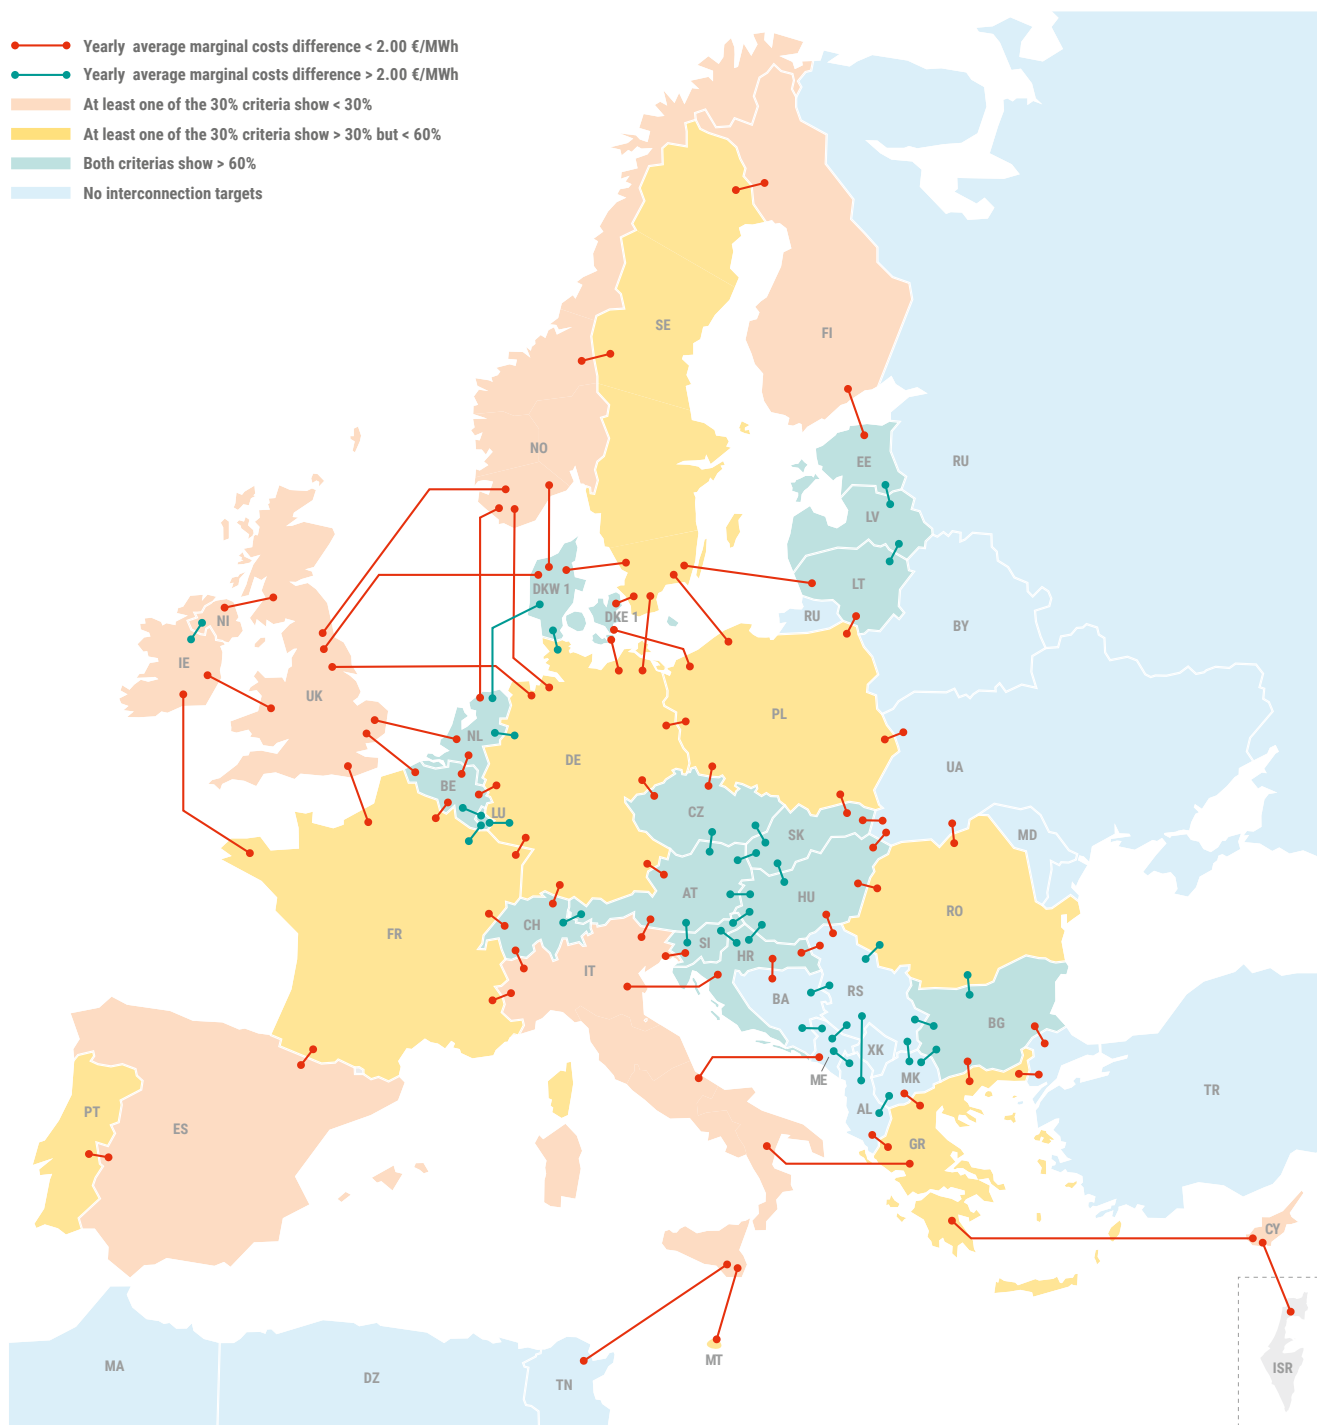 Yearly average marginal costs difference < 2.00 €/MWh
Yearly average marginal costs difference > 2.00 €/MWh
At least one of the 30% criteria show < 30%
At least one of the 30% criteria show > 30% but < 60%
Both criterias show > 60%
No interconnection targets
SE
FI
NO
EE
RU
LV
LT
DKW 1
DKE 1
RU
NI
BY
IE
UK
PL
NL
DE
UA
BE
LU
CZ
SK
MD
AT
HU
RO
CH
FR
SI
HR
IT
BA
RS
BG
XK
ME
MK
TR
PT
ES
AL
GR
CY
MT
MA
DZ
TN
ISR